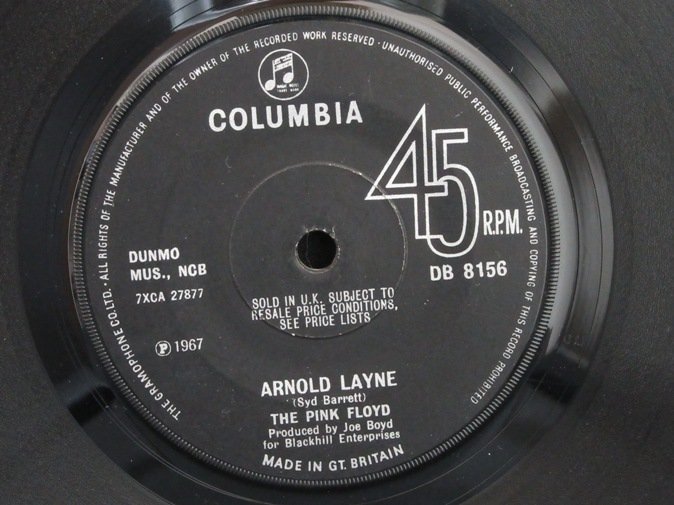 THE GRAMOPHONE CO. LTD. · ALL RIGHTS OF THE MANUFACTURER AND OF THE OWNER OF THE RECORDED WORK RESERVED · UNAUTHORISED PUBLIC PERFORMANCE BROADCASTING AND COPYING OF THIS RECORD PROHIBITED
COLUMBIA
45 R.P.M.
DB 8156
DUNMO
MUS., NCB
7XCA 27877
SOLD IN U.K. SUBJECT TO
RESALE PRICE CONDITIONS,
SEE PRICE LISTS
Ⓟ 1967
ARNOLD LAYNE
(Syd Barrett)
THE PINK FLOYD
Produced by Joe Boyd
for Blackhill Enterprises
MADE IN GT. BRITAIN